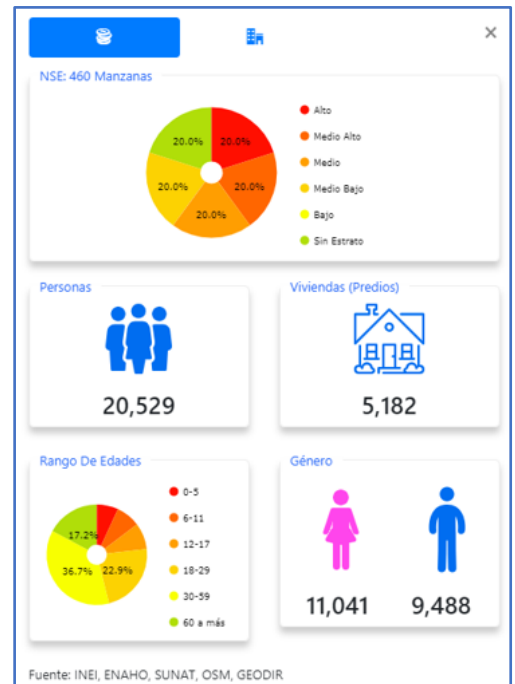 ×
NSE: 460 Manzanas
20.0% 20.0%
20.0% 20.0%
20.0%
Alto
Medio Alto
Medio
Medio Bajo
Bajo
Sin Estrato
Personas
20,529
Viviendas (Predios)
5,182
Rango De Edades
17.2%
36.7% 22.9%
0-5
6-11
12-17
18-29
30-59
60 a más
Género
11,041 9,488
Fuente: INEI, ENAHO, SUNAT, OSM, GEODIR